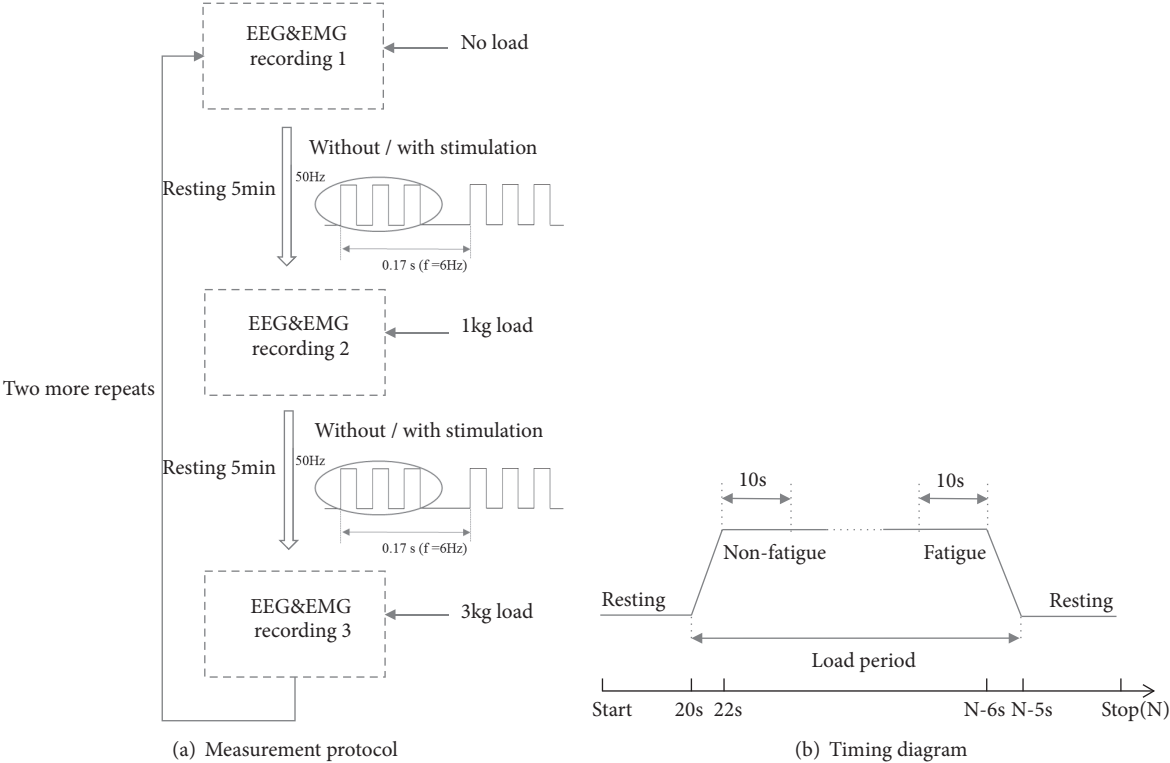 EEG&EMG
recording 1
No load
Without / with stimulation
Resting 5min
50Hz
0.17 s (f =6Hz)
EEG&EMG
recording 2
1kg load
Two more repeats
Without / with stimulation
Resting 5min
50Hz
0.17 s (f =6Hz)
EEG&EMG
recording 3
3kg load
(a) Measurement protocol
10s
10s
Non-fatigue
Fatigue
Resting
Resting
Load period
Start
20s
22s
N-6s
N-5s
Stop(N)
(b) Timing diagram